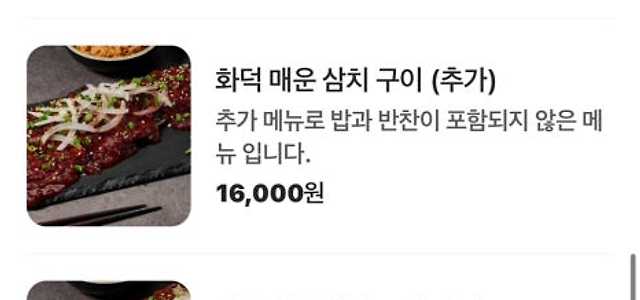 화덕 매운 삼치 구이 (추가)
추가 메뉴로 밥과 반찬이 포함되지 않은 메
뉴 입니다.
16,000원